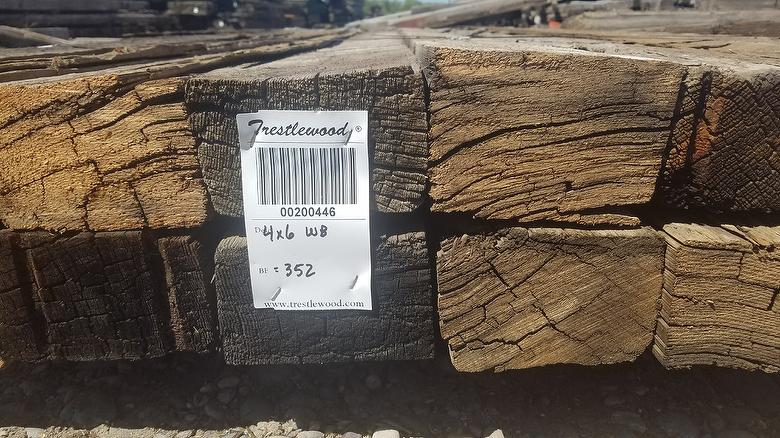 Trestlewood®
00200446
D: 4x6 WB
BF = 352
www.trestlewood.com